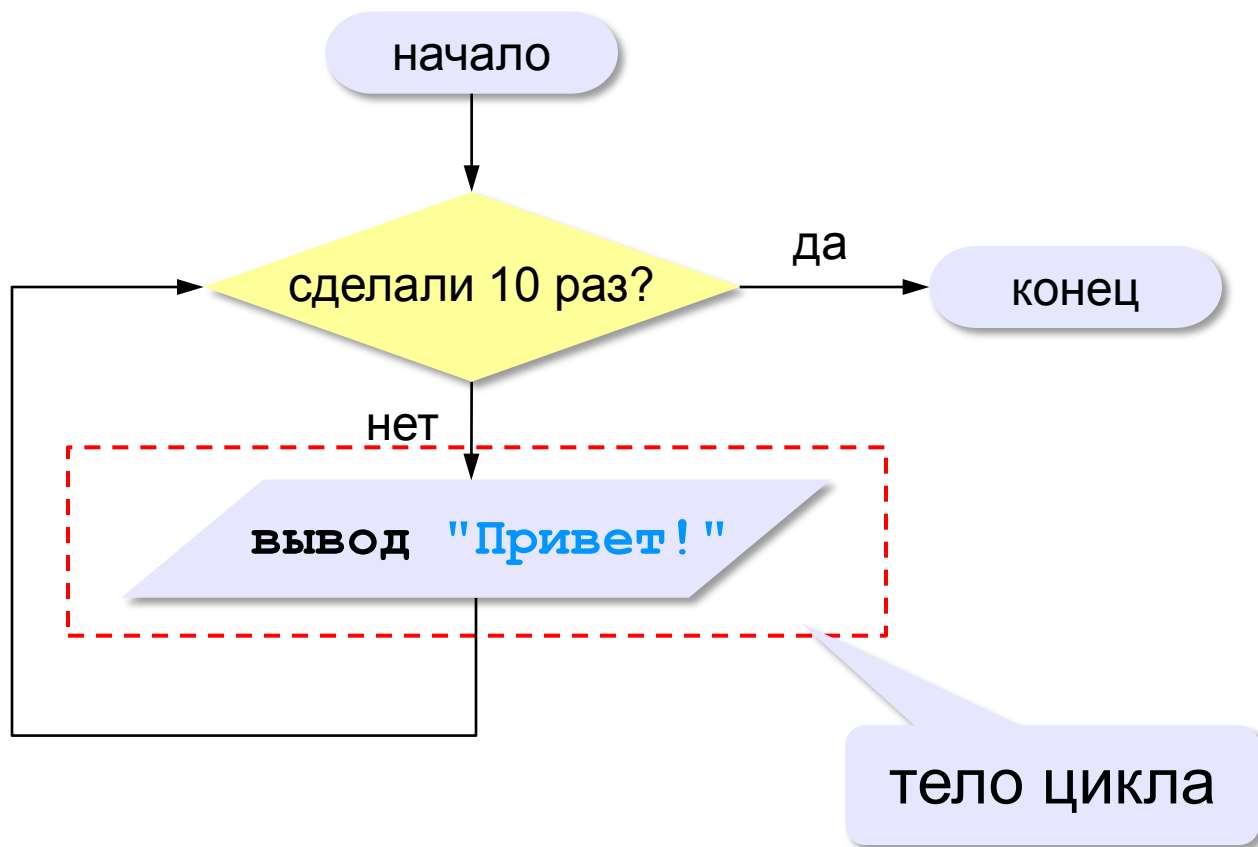 начало
сделали 10 раз?
да
конец
нет
вывод "Привет!"
тело цикла